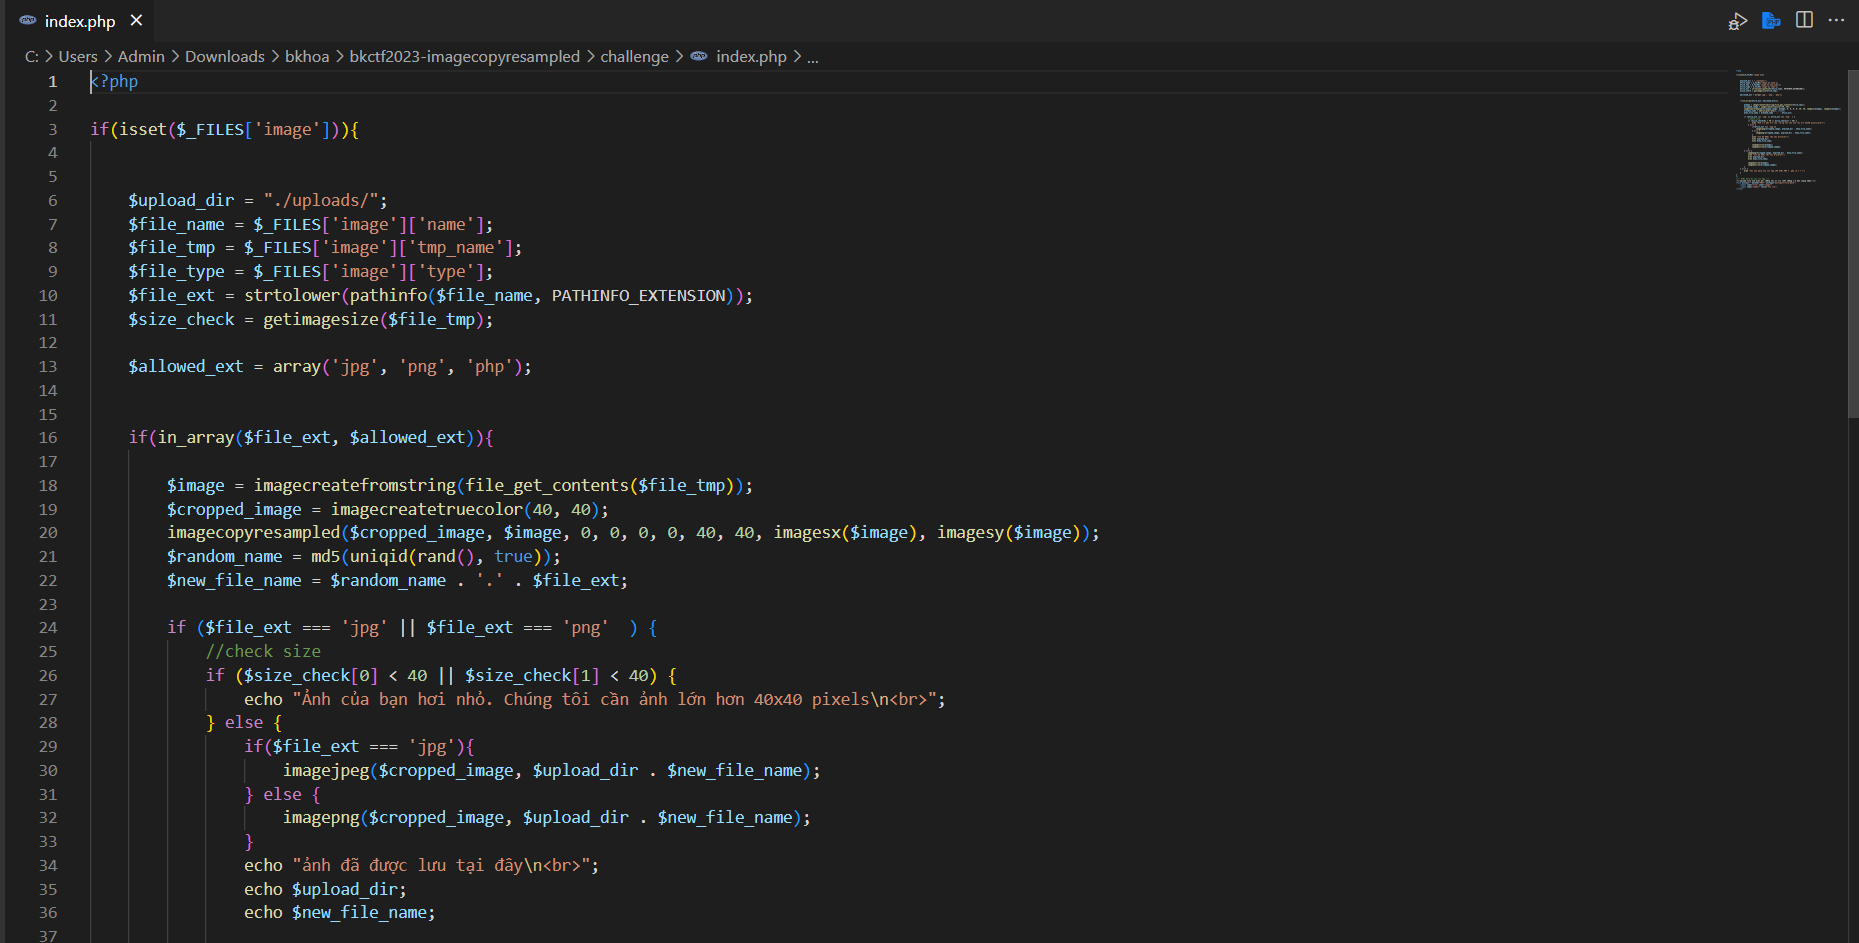 index.php
C: > Users > Admin > Downloads > bkhoa > bkctf2023-imagecopyresampled > challenge > index.php > ...
1 <?php
2
3 if(isset($_FILES['image'])){
4
5
6 $upload_dir = "./uploads/";
7 $file_name = $_FILES['image']['name'];
8 $file_tmp = $_FILES['image']['tmp_name'];
9 $file_type = $_FILES['image']['type'];
10 $file_ext = strtolower(pathinfo($file_name, PATHINFO_EXTENSION));
11 $size_check = getimagesize($file_tmp);
12
13 $allowed_ext = array('jpg', 'png', 'php');
14
15
16 if(in_array($file_ext, $allowed_ext)){
17
18 $image = imagecreatefromstring(file_get_contents($file_tmp));
19 $cropped_image = imagecreatetruecolor(40, 40);
20 imagecopyresampled($cropped_image, $image, 0, 0, 0, 0, 40, 40, imagesx($image), imagesy($image));
21 $random_name = md5(uniqid(rand(), true));
22 $new_file_name = $random_name . '.' . $file_ext;
23
24 if ($file_ext === 'jpg' || $file_ext === 'png'  ) {
25 //check size
26 if ($size_check[0] < 40 || $size_check[1] < 40) {
27 echo "Ảnh của bạn hơi nhỏ. Chúng tôi cần ảnh lớn hơn 40x40 pixels\n<br>";
28 } else {
29 if($file_ext === 'jpg'){
30 imagejpeg($cropped_image, $upload_dir . $new_file_name);
31 } else {
32 imagepng($cropped_image, $upload_dir . $new_file_name);
33 }
34 echo "ảnh đã được lưu tại đây\n<br>";
35 echo $upload_dir;
36 echo $new_file_name;
37